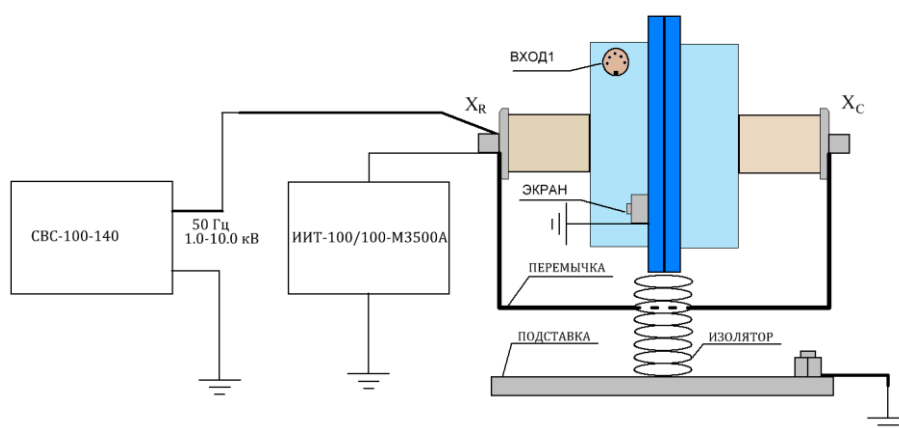 ВХОД1
X_R
X_C
ЭКРАН
СВС-100-140
50 Гц
1.0-10.0 кВ
ИИТ-100/100-М3500А
ПЕРЕМЫЧКА
ПОДСТАВКА
ИЗОЛЯТОР